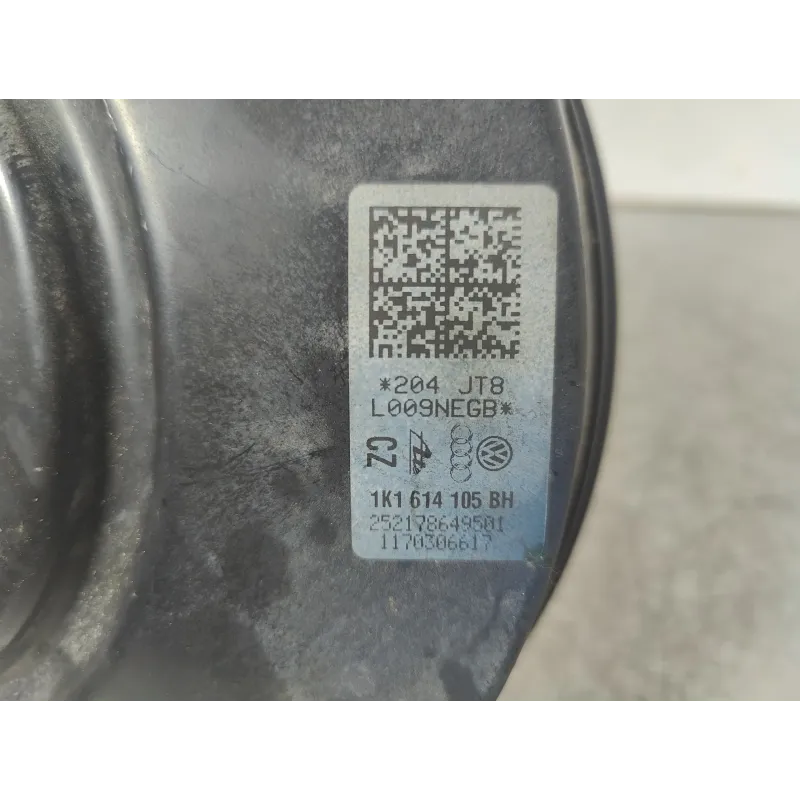 *204 JT8
L009NEGB*
CZ
1K1 614 105 BH
252178649501
1170306617